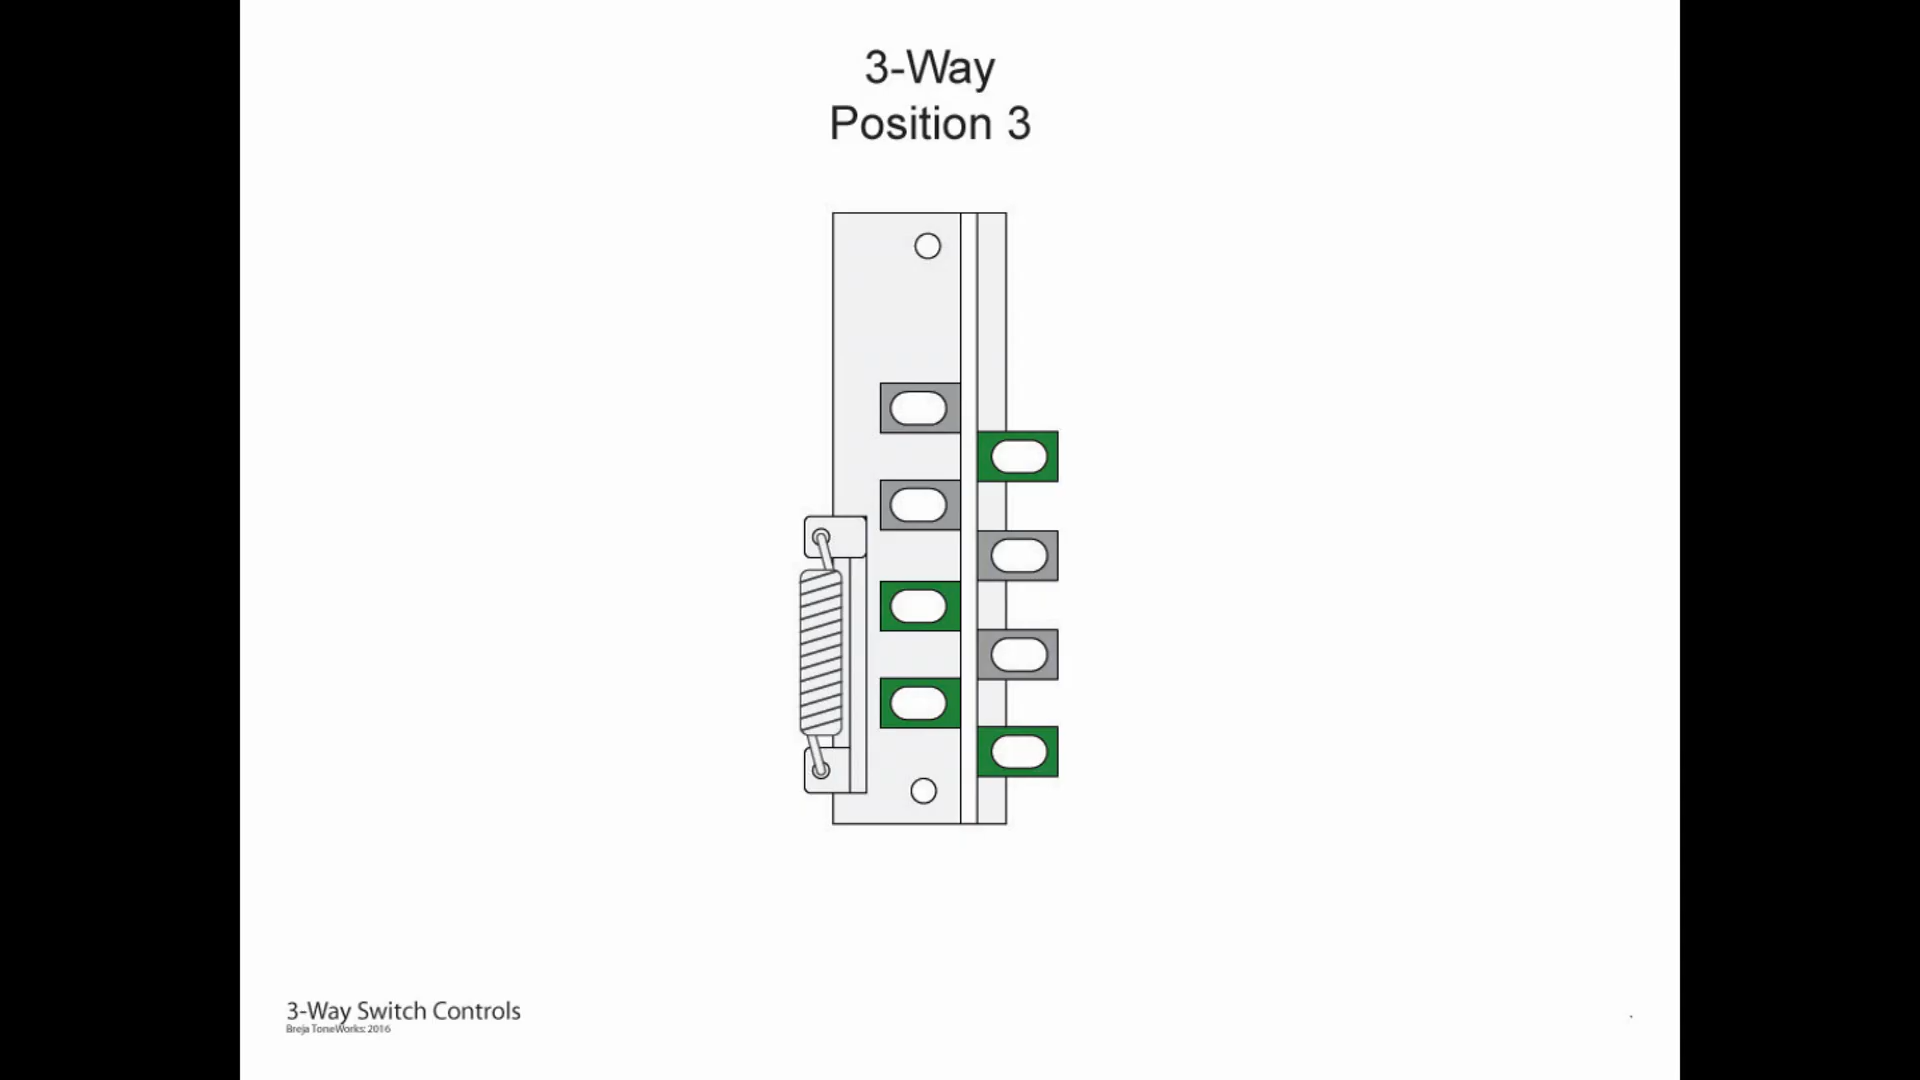 3-Way
Position 3
3-Way Switch Controls
Breja ToneWorks: 2016